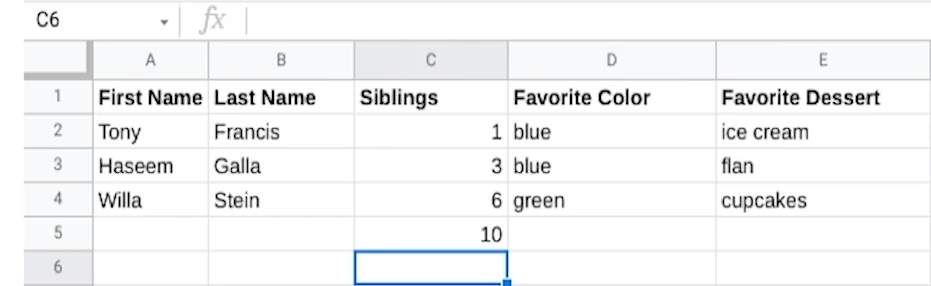 C6 fx
A B C D E
1 First Name Last Name Siblings Favorite Color Favorite Dessert
2 Tony Francis 1 blue ice cream
3 Haseem Galla 3 blue flan
4 Willa Stein 6 green cupcakes
5 10
6